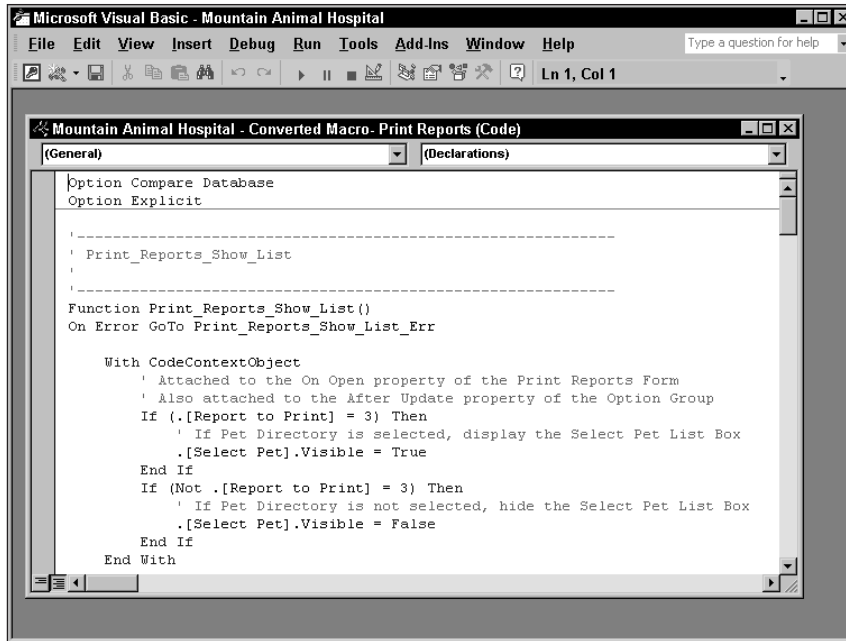 Microsoft Visual Basic - Mountain Animal Hospital
File Edit View Insert Debug Run Tools Add-Ins Window Help Type a question for help
Ln 1, Col 1
Mountain Animal Hospital - Converted Macro- Print Reports (Code)
(General) (Declarations)
Option Compare Database
Option Explicit
'------------------------------------------------------------
' Print_Reports_Show_List
'
'------------------------------------------------------------
Function Print_Reports_Show_List()
On Error GoTo Print_Reports_Show_List_Err
With CodeContextObject
' Attached to the On Open property of the Print Reports Form
' Also attached to the After Update property of the Option Group
If (.[Report to Print] = 3) Then
' If Pet Directory is selected, display the Select Pet List Box
.[Select Pet].Visible = True
End If
If (Not .[Report to Print] = 3) Then
' If Pet Directory is not selected, hide the Select Pet List Box
.[Select Pet].Visible = False
End If
End With